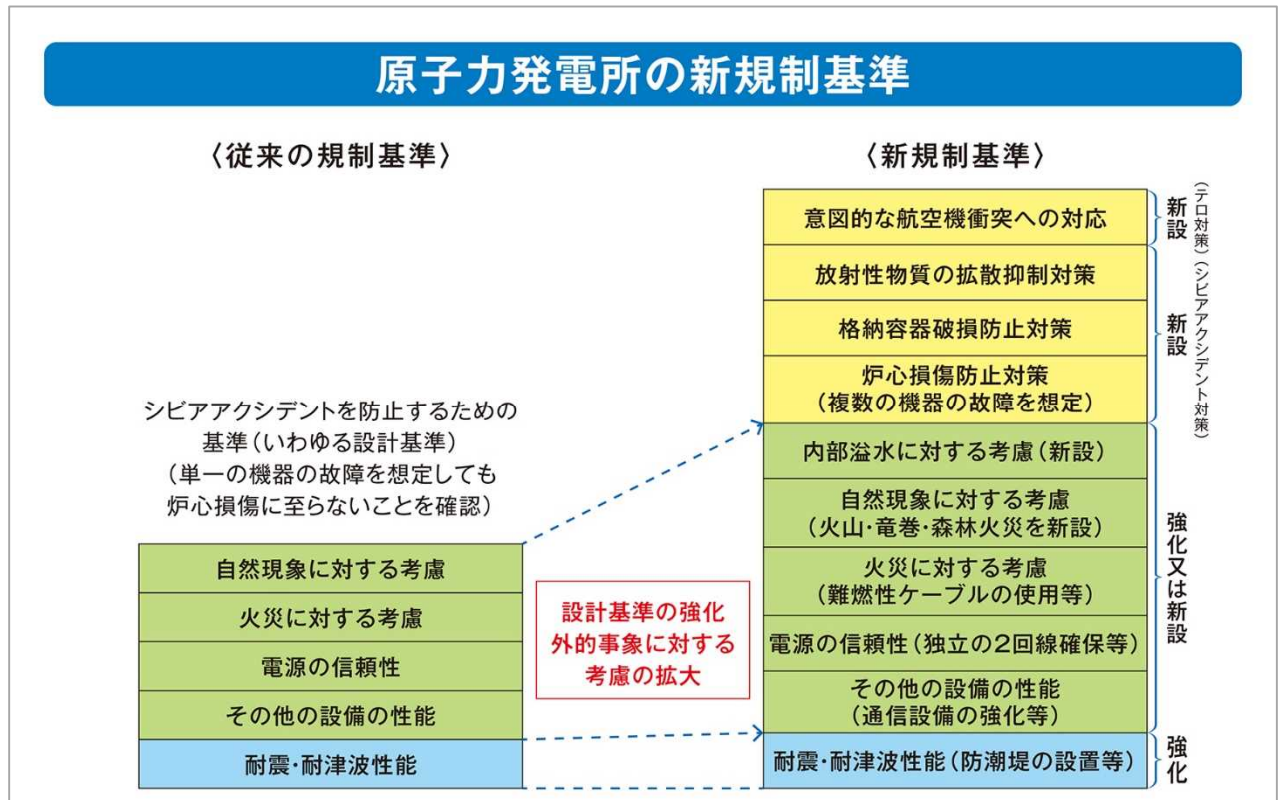 原子力発電所の新規制基準
〈従来の規制基準〉
シビアアクシデントを防止するための
基準(いわゆる設計基準)
(単一の機器の故障を想定しても
炉心損傷に至らないことを確認)
自然現象に対する考慮
火災に対する考慮
電源の信頼性
その他の設備の性能
耐震・耐津波性能
設計基準の強化
外的事象に対する
考慮の拡大
〈新規制基準〉
意図的な航空機衝突への対応
放射性物質の拡散抑制対策
格納容器破損防止対策
炉心損傷防止対策
(複数の機器の故障を想定)
内部溢水に対する考慮(新設)
自然現象に対する考慮
(火山・竜巻・森林火災を新設)
火災に対する考慮
(難燃性ケーブルの使用等)
電源の信頼性(独立の2回線確保等)
その他の設備の性能
(通信設備の強化等)
耐震・耐津波性能(防潮堤の設置等)
新設
(テロ対策)
新設
(シビアアクシデント対策)
強化又は新設
強化